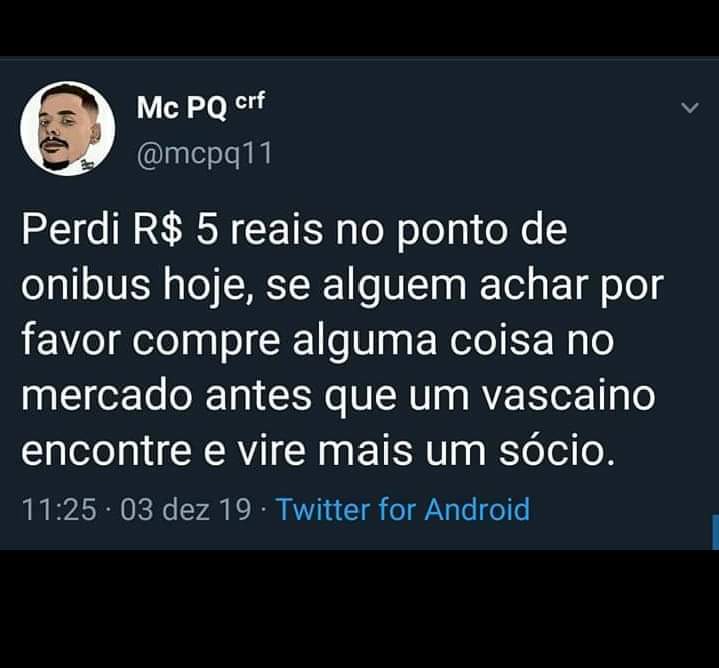 Mc PQ crf
@mcpq11
Perdi R$ 5 reais no ponto de
onibus hoje, se alguem achar por
favor compre alguma coisa no
mercado antes que um vascaino
encontre e vire mais um sócio.
11:25 · 03 dez 19 · Twitter for Android